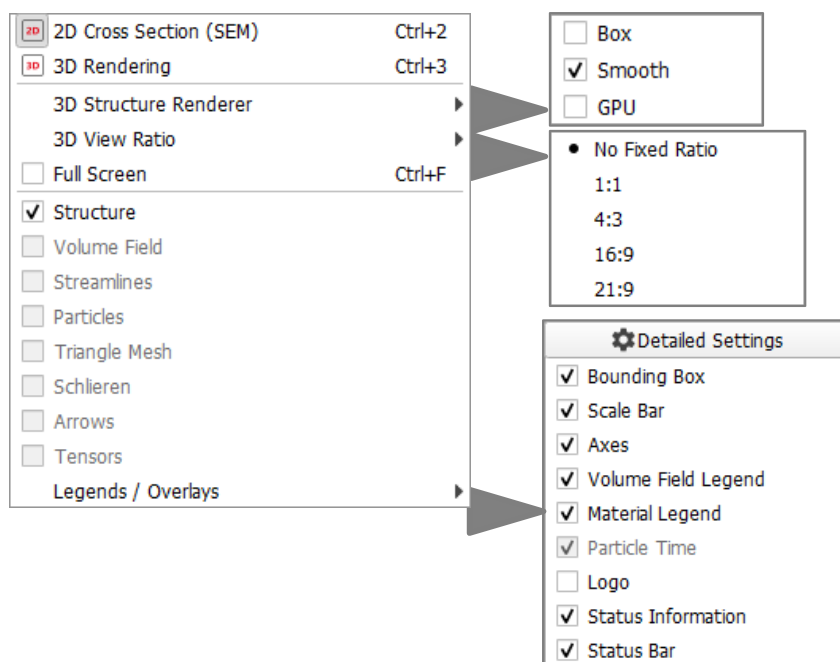 2D 2D Cross Section (SEM) Ctrl+2
3D 3D Rendering Ctrl+3
3D Structure Renderer
3D View Ratio
Full Screen Ctrl+F
Structure
Volume Field
Streamlines
Particles
Triangle Mesh
Schlieren
Arrows
Tensors
Legends / Overlays
Box
Smooth
GPU
No Fixed Ratio
1:1
4:3
16:9
21:9
Detailed Settings
Bounding Box
Scale Bar
Axes
Volume Field Legend
Material Legend
Particle Time
Logo
Status Information
Status Bar